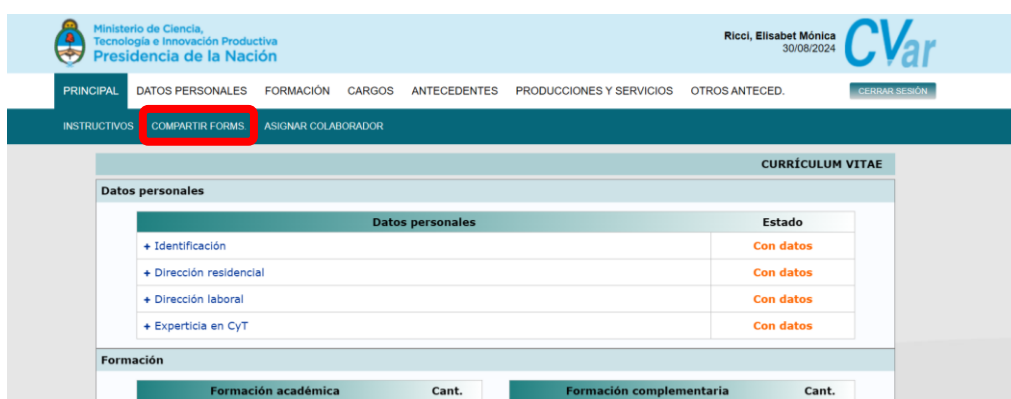 Ministerio de Ciencia,
Tecnología e Innovación Productiva
Presidencia de la Nación
Ricci, Elisabet Mónica
30/08/2024
CVar
PRINCIPAL DATOS PERSONALES FORMACIÓN CARGOS ANTECEDENTES PRODUCCIONES Y SERVICIOS OTROS ANTECED. CERRAR SESIÓN
INSTRUCTIVOS COMPARTIR FORMS. ASIGNAR COLABORADOR
CURRÍCULUM VITAE
Datos personales
Datos personales Estado
+ Identificación Con datos
+ Dirección residencial Con datos
+ Dirección laboral Con datos
+ Experticia en CyT Con datos
Formación
Formación académica Cant. Formación complementaria Cant.